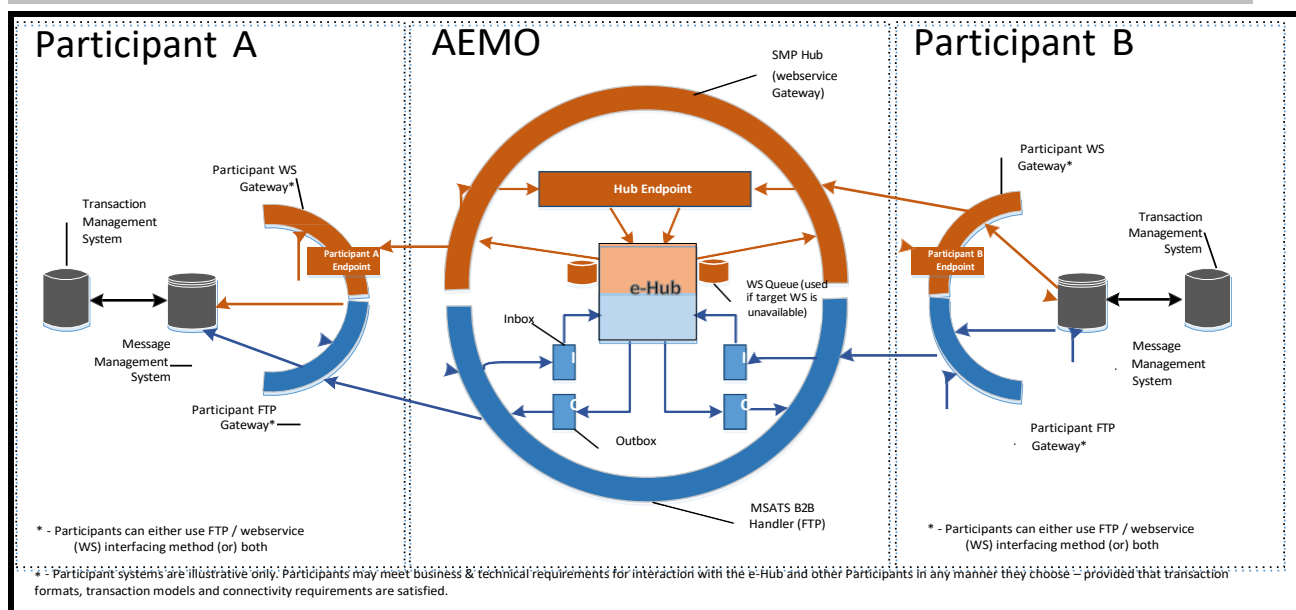 Participant A
AEMO
Participant B
SMP Hub
(webservice
Gateway)
Participant WS
Gateway*
Participant WS
Gateway*
Hub Endpoint
Transaction
Management
System
Transaction
Management
System
Participant A
Endpoint
Participant B
Endpoint
e-Hub
WS Queue (used
if target WS is
unavailable)
Inbox
I
I
Message
Management
System
Message
Management
System
O
O
Participant FTP
Gateway*
Outbox
Participant FTP
Gateway*
MSATS B2B
Handler (FTP)
* - Participants can either use FTP / webservice
(WS) interfacing method (or) both
* - Participants can either use FTP / webservice
(WS) interfacing method (or) both
* - Participant systems are illustrative only. Participants may meet business & technical requirements for interaction with the e-Hub and other Participants in any manner they choose – provided that transaction
formats, transaction models and connectivity requirements are satisfied.